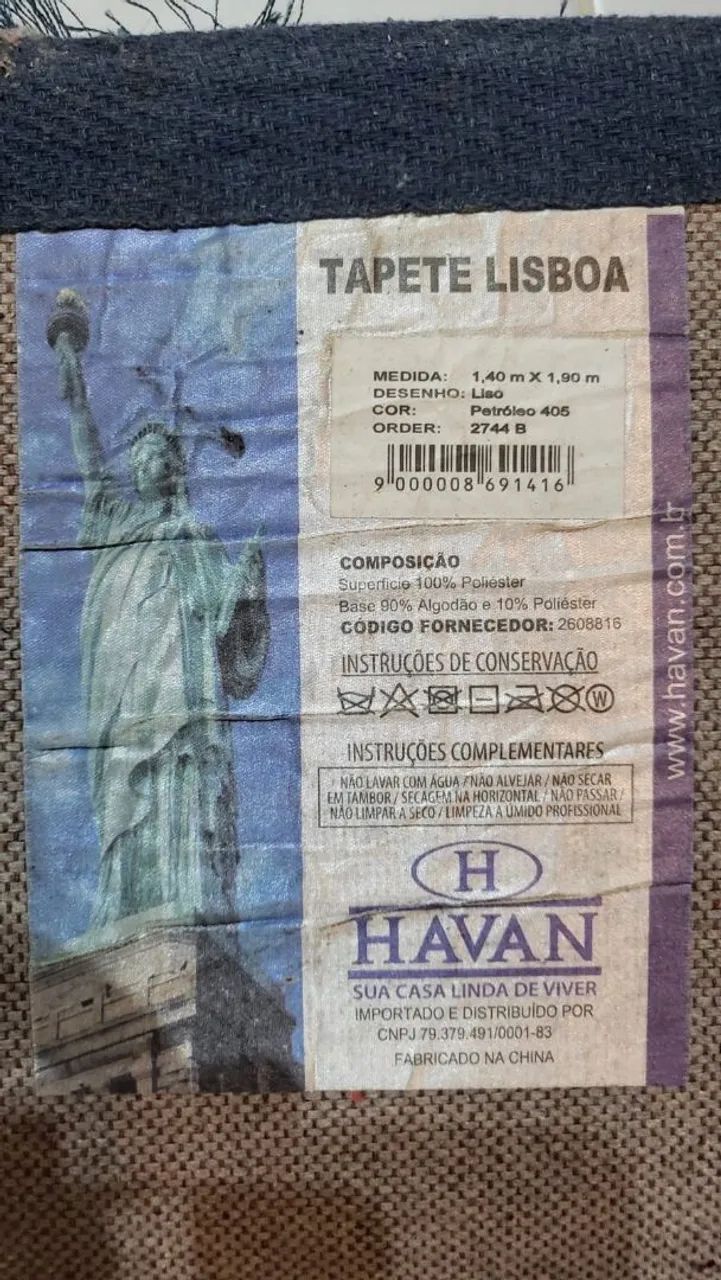 TAPETE LISBOA
MEDIDA: 1,40 m X 1,90 m
DESENHO: Liso
COR: Petróleo 405
ORDER: 2744 B
9 000008 691416
COMPOSIÇÃO
Superfície 100% Poliéster
Base 90% Algodão e 10% Poliéster
CÓDIGO FORNECEDOR: 2608816
INSTRUÇÕES DE CONSERVAÇÃO
W
INSTRUÇÕES COMPLEMENTARES
NÃO LAVAR COM ÁGUA / NÃO ALVEJAR / NÃO SECAR
EM TAMBOR / SECAGEM NA HORIZONTAL / NÃO PASSAR /
NÃO LIMPAR A SECO / LIMPEZA A ÚMIDO PROFISSIONAL
H
HAVAN
SUA CASA LINDA DE VIVER
IMPORTADO E DISTRIBUÍDO POR
CNPJ 79.379.491/0001-83
FABRICADO NA CHINA
www.havan.com.br